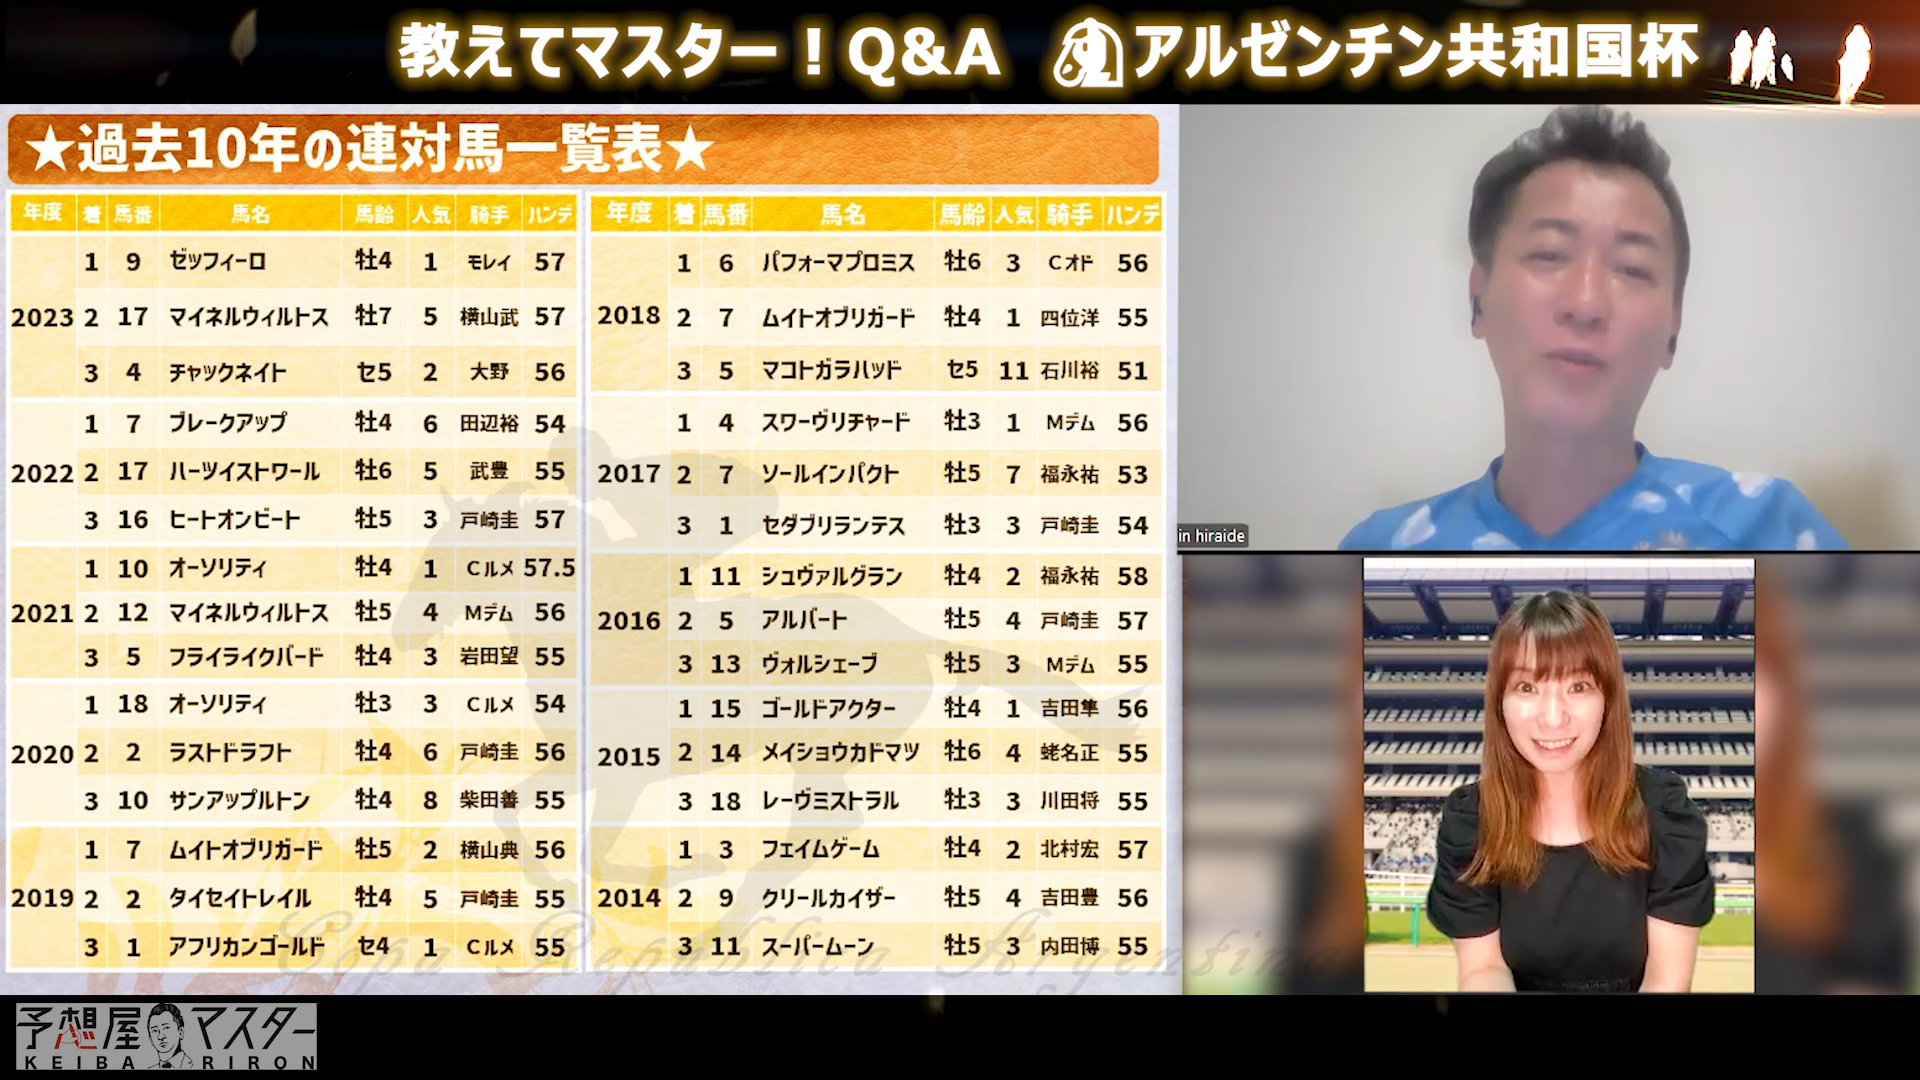 教えてマスター！Q&A アルゼンチン共和国杯
★過去10年の連対馬一覧表★
年度 着 馬番 馬名 馬齢 人気 騎手 ハンデ
2023
1 9 ゼッフィーロ 牡4 1 モレイ 57
2 17 マイネルウィルトス 牡7 5 横山武 57
3 4 チャックネイト セ5 2 大野 56
2022
1 7 ブレークアップ 牡4 6 田辺裕 54
2 17 ハーツイストワール 牡6 5 武豊 55
3 16 ヒートオンビート 牡5 3 戸崎圭 57
2021
1 10 オーソリティ 牡4 1 Cルメ 57.5
2 12 マイネルウィルトス 牡5 4 Mデム 56
3 5 フライライクバード 牡4 3 岩田望 55
2020
1 18 オーソリティ 牡3 3 Cルメ 54
2 2 ラストドラフト 牡4 6 戸崎圭 56
3 10 サンアップルトン 牡4 8 柴田善 55
2019
1 7 ムイトオブリガード 牡5 2 横山典 56
2 2 タイセイトレイル 牡4 5 戸崎圭 55
3 1 アフリカンゴールド セ4 1 Cルメ 55
年度 着 馬番 馬名 馬齢 人気 騎手 ハンデ
2018
1 6 パフォーマプロミス 牡6 3 Cオド 56
2 7 ムイトオブリガード 牡4 1 四位洋 55
3 5 マコトガラハッド セ5 11 石川裕 51
2017
1 4 スワーヴリチャード 牡3 1 Mデム 56
2 7 ソールインパクト 牡5 7 福永祐 53
3 1 セダブリランテス 牡3 3 戸崎圭 54
2016
1 11 シュヴァルグラン 牡4 2 福永祐 58
2 5 アルバート 牡5 4 戸崎圭 57
3 13 ヴォルシェーブ 牡5 3 Mデム 55
2015
1 15 ゴールドアクター 牡4 1 吉田隼 56
2 14 メイショウカドマツ 牡6 4 蛯名正 55
3 18 レーヴミストラル 牡3 3 川田将 55
2014
1 3 フェイムゲーム 牡4 2 北村宏 57
2 9 クリールカイザー 牡5 4 吉田豊 56
3 11 スーパームーン 牡5 3 内田博 55
Copa Republica Argentina
in hiraide
予想屋マスター
KEIBA RIRON